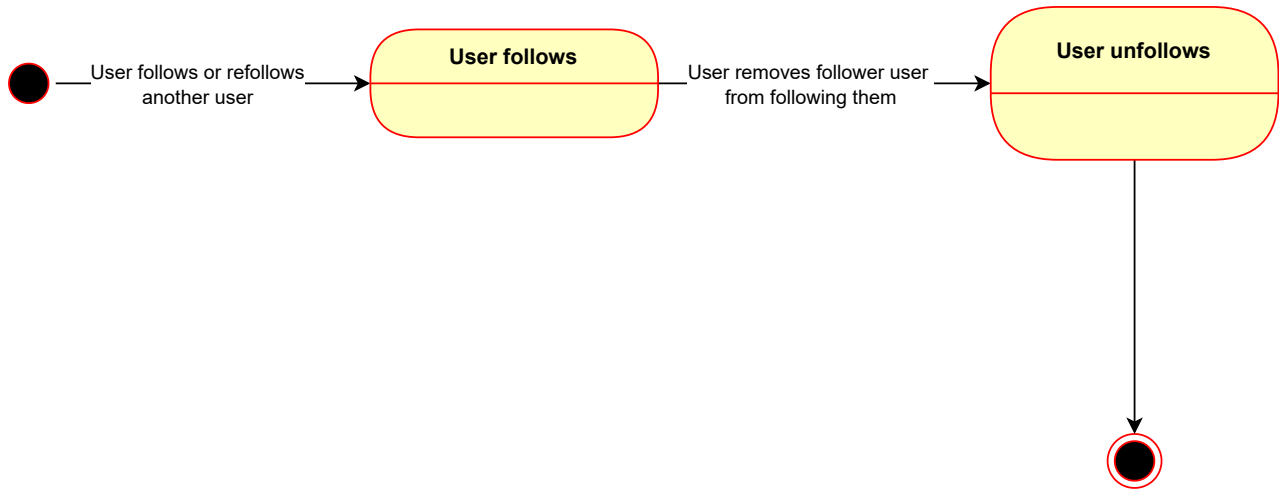 User follows or refollows
another user
User follows
User removes follower user
from following them
User unfollows